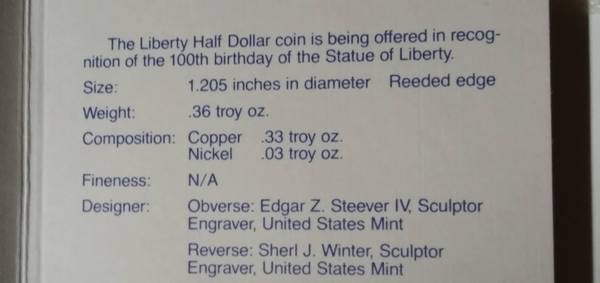 The Liberty Half Dollar coin is being offered in recog-
nition of the 100th birthday of the Statue of Liberty.
Size: 1.205 inches in diameter Reeded edge
Weight: .36 troy oz.
Composition: Copper .33 troy oz.
Nickel .03 troy oz.
Fineness: N/A
Designer: Obverse: Edgar Z. Steever IV, Sculptor
Engraver, United States Mint
Reverse: Sherl J. Winter, Sculptor
Engraver, United States Mint